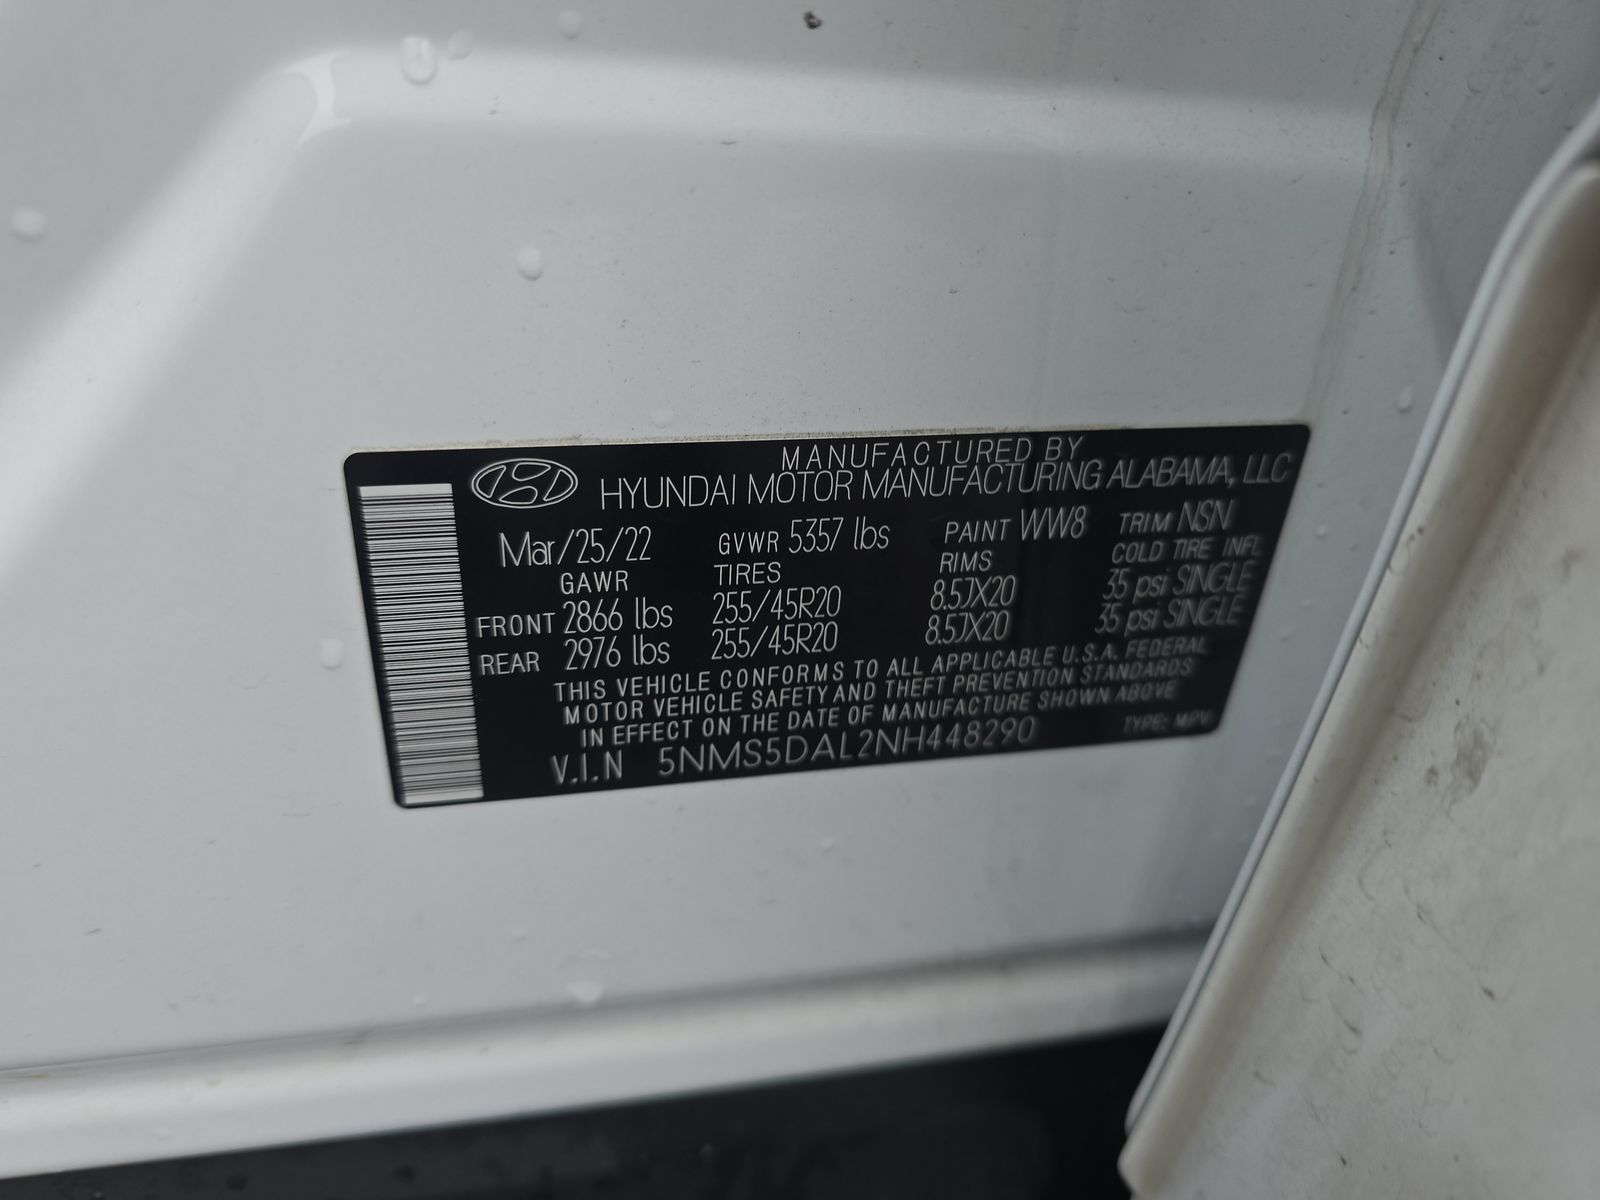 MANUFACTURED BY
HYUNDAI MOTOR MANUFACTURING ALABAMA, LLC
Mar/25/22 GVWR 5357 lbs PAINT WW8 TRIM NSN
GAWR TIRES RIMS COLD TIRE INFL
FRONT 2866 lbs 255/45R20 8.5JX20 35 psi SINGLE
REAR 2976 lbs 255/45R20 8.5JX20 35 psi SINGLE
THIS VEHICLE CONFORMS TO ALL APPLICABLE U.S.A. FEDERAL
MOTOR VEHICLE SAFETY AND THEFT PREVENTION STANDARDS
IN EFFECT ON THE DATE OF MANUFACTURE SHOWN ABOVE
V.I.N 5NMS5DAL2NH448290 TYPE: MPV